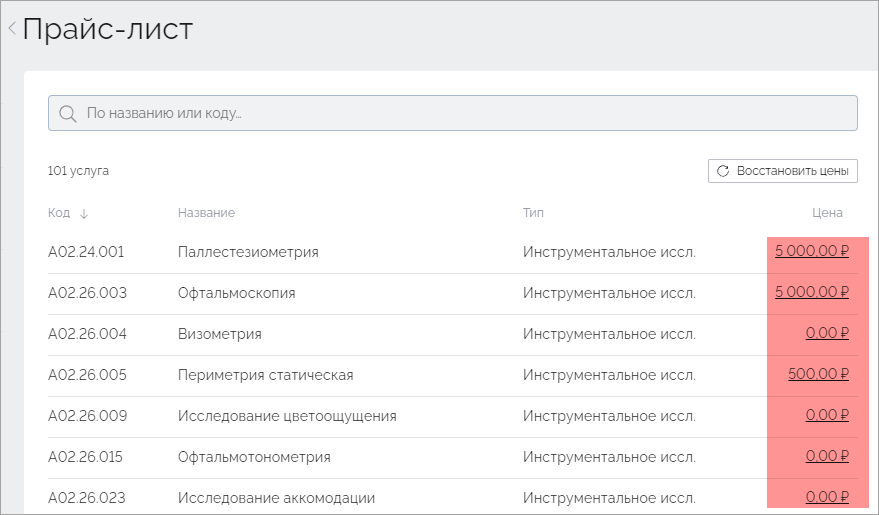 Прайс-лист
По названию или коду...
101 услуга Восстановить цены
Код Название Тип Цена
A02.24.001 Паллестезиометрия Инструментальное иссл. 5 000,00 ₽
A02.26.003 Офтальмоскопия Инструментальное иссл. 5 000,00 ₽
A02.26.004 Визометрия Инструментальное иссл. 0,00 ₽
A02.26.005 Периметрия статическая Инструментальное иссл. 500,00 ₽
A02.26.009 Исследование цветоощущения Инструментальное иссл. 0,00 ₽
A02.26.015 Офтальмотонометрия Инструментальное иссл. 0,00 ₽
A02.26.023 Исследование аккомодации Инструментальное иссл. 0,00 ₽